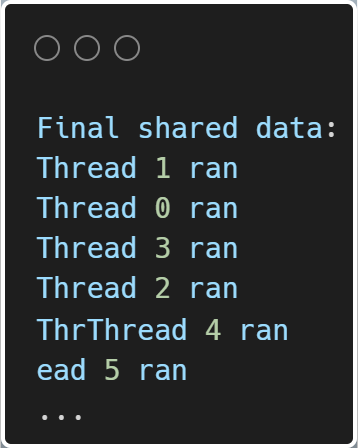 Final shared data:
Thread 1 ran
Thread 0 ran
Thread 3 ran
Thread 2 ran
ThrThread 4 ran
ead 5 ran
...